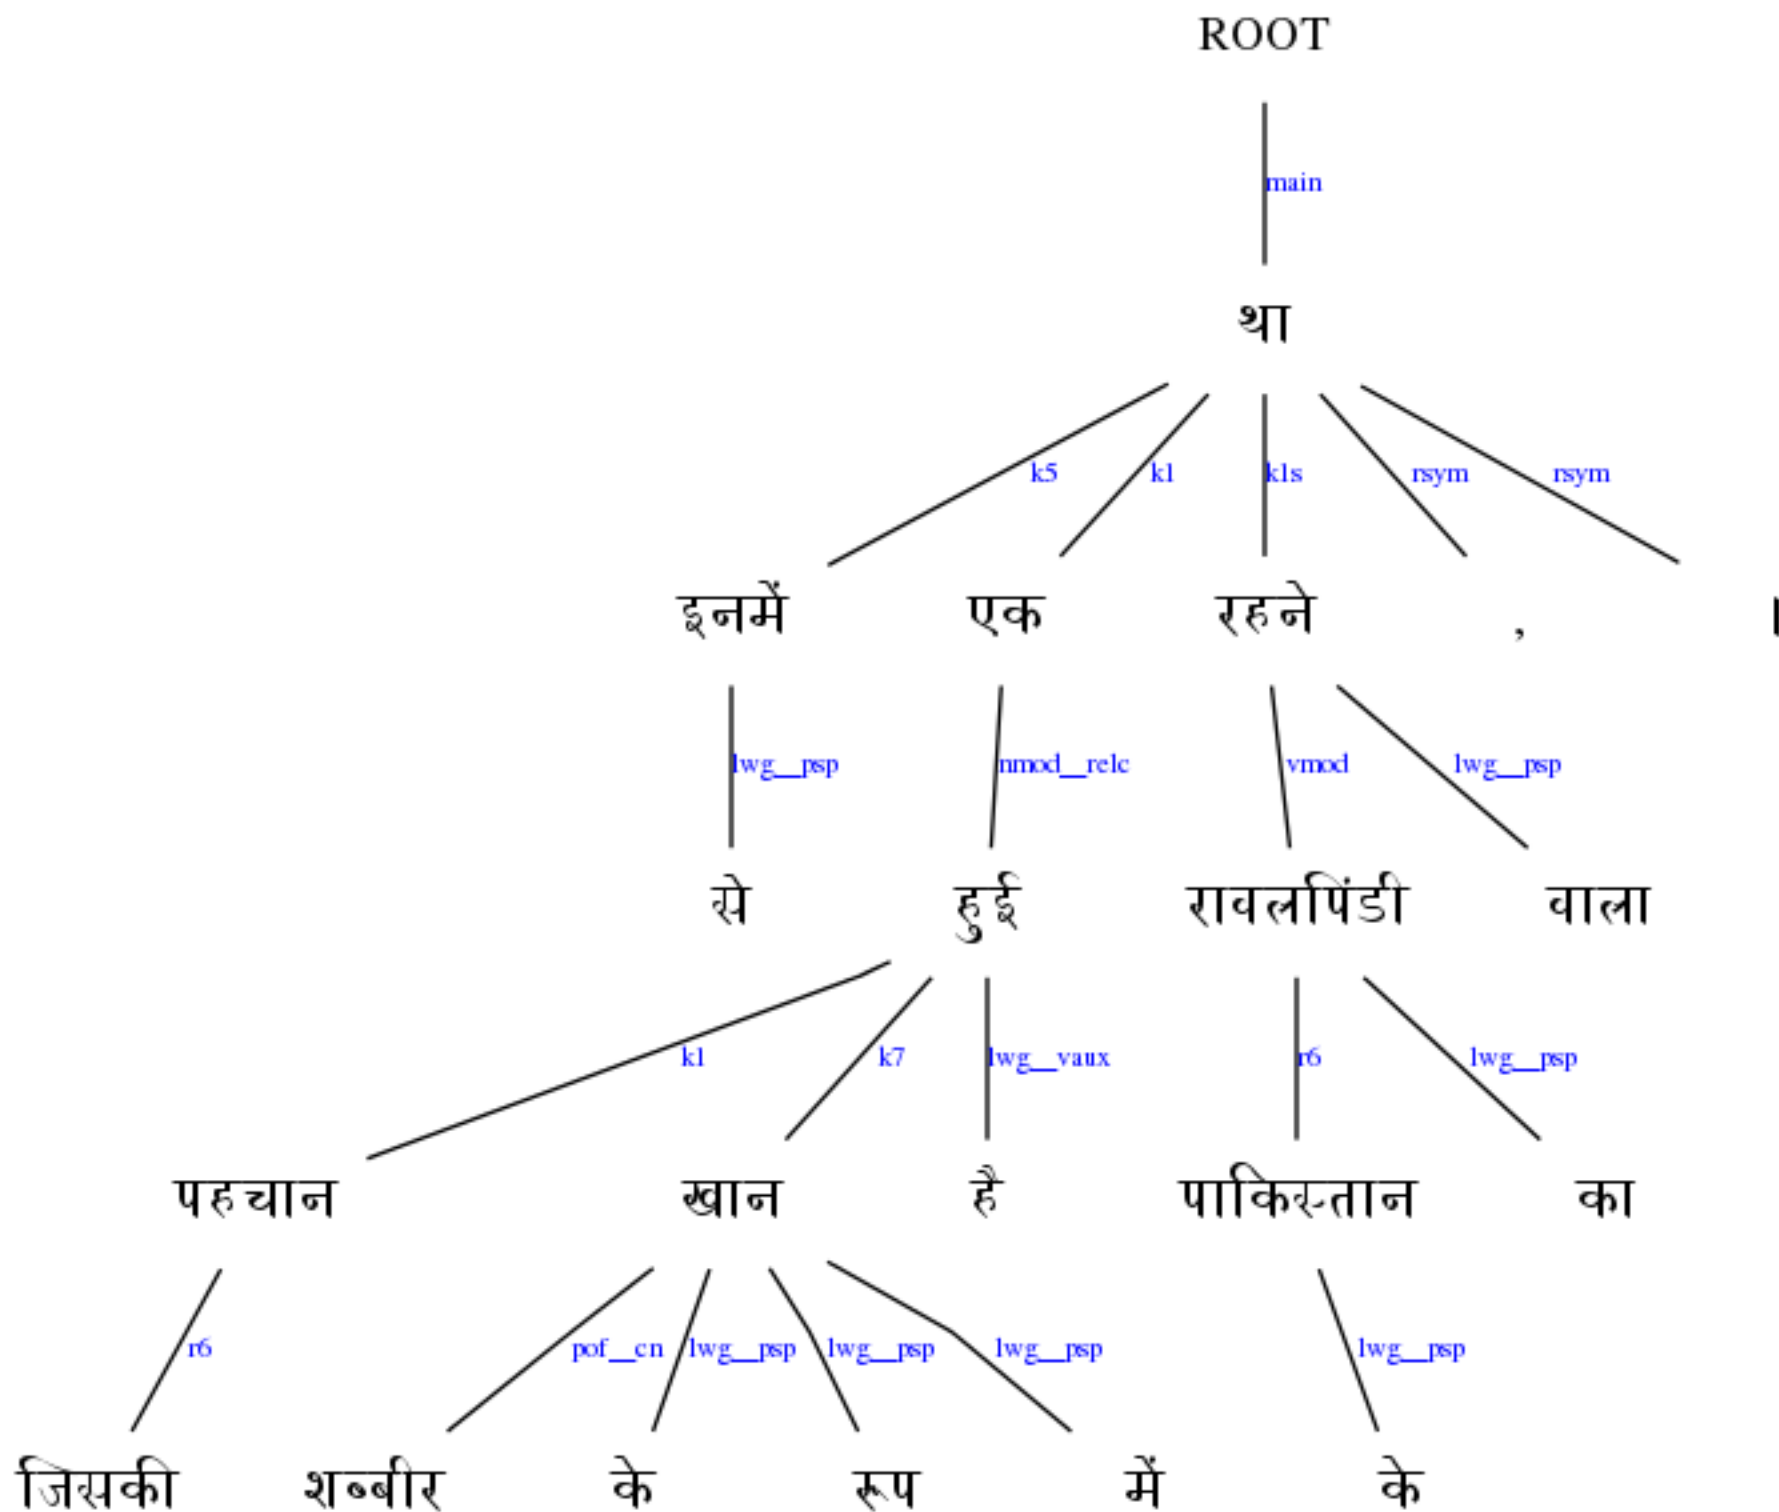 ROOT
main
था
k5 k1 k1s rsym rsym
इनमें एक रहने , ।
lwg__psp nmod__relc vmod lwg__psp
से हुई रावलपिंडी वाला
k1 k7 lwg__vaux r6 lwg__psp
पहचान खान है पाकिस्तान का
r6 pof__cn lwg__psp lwg__psp lwg__psp lwg__psp
जिसकी शब्बीर के रूप में के